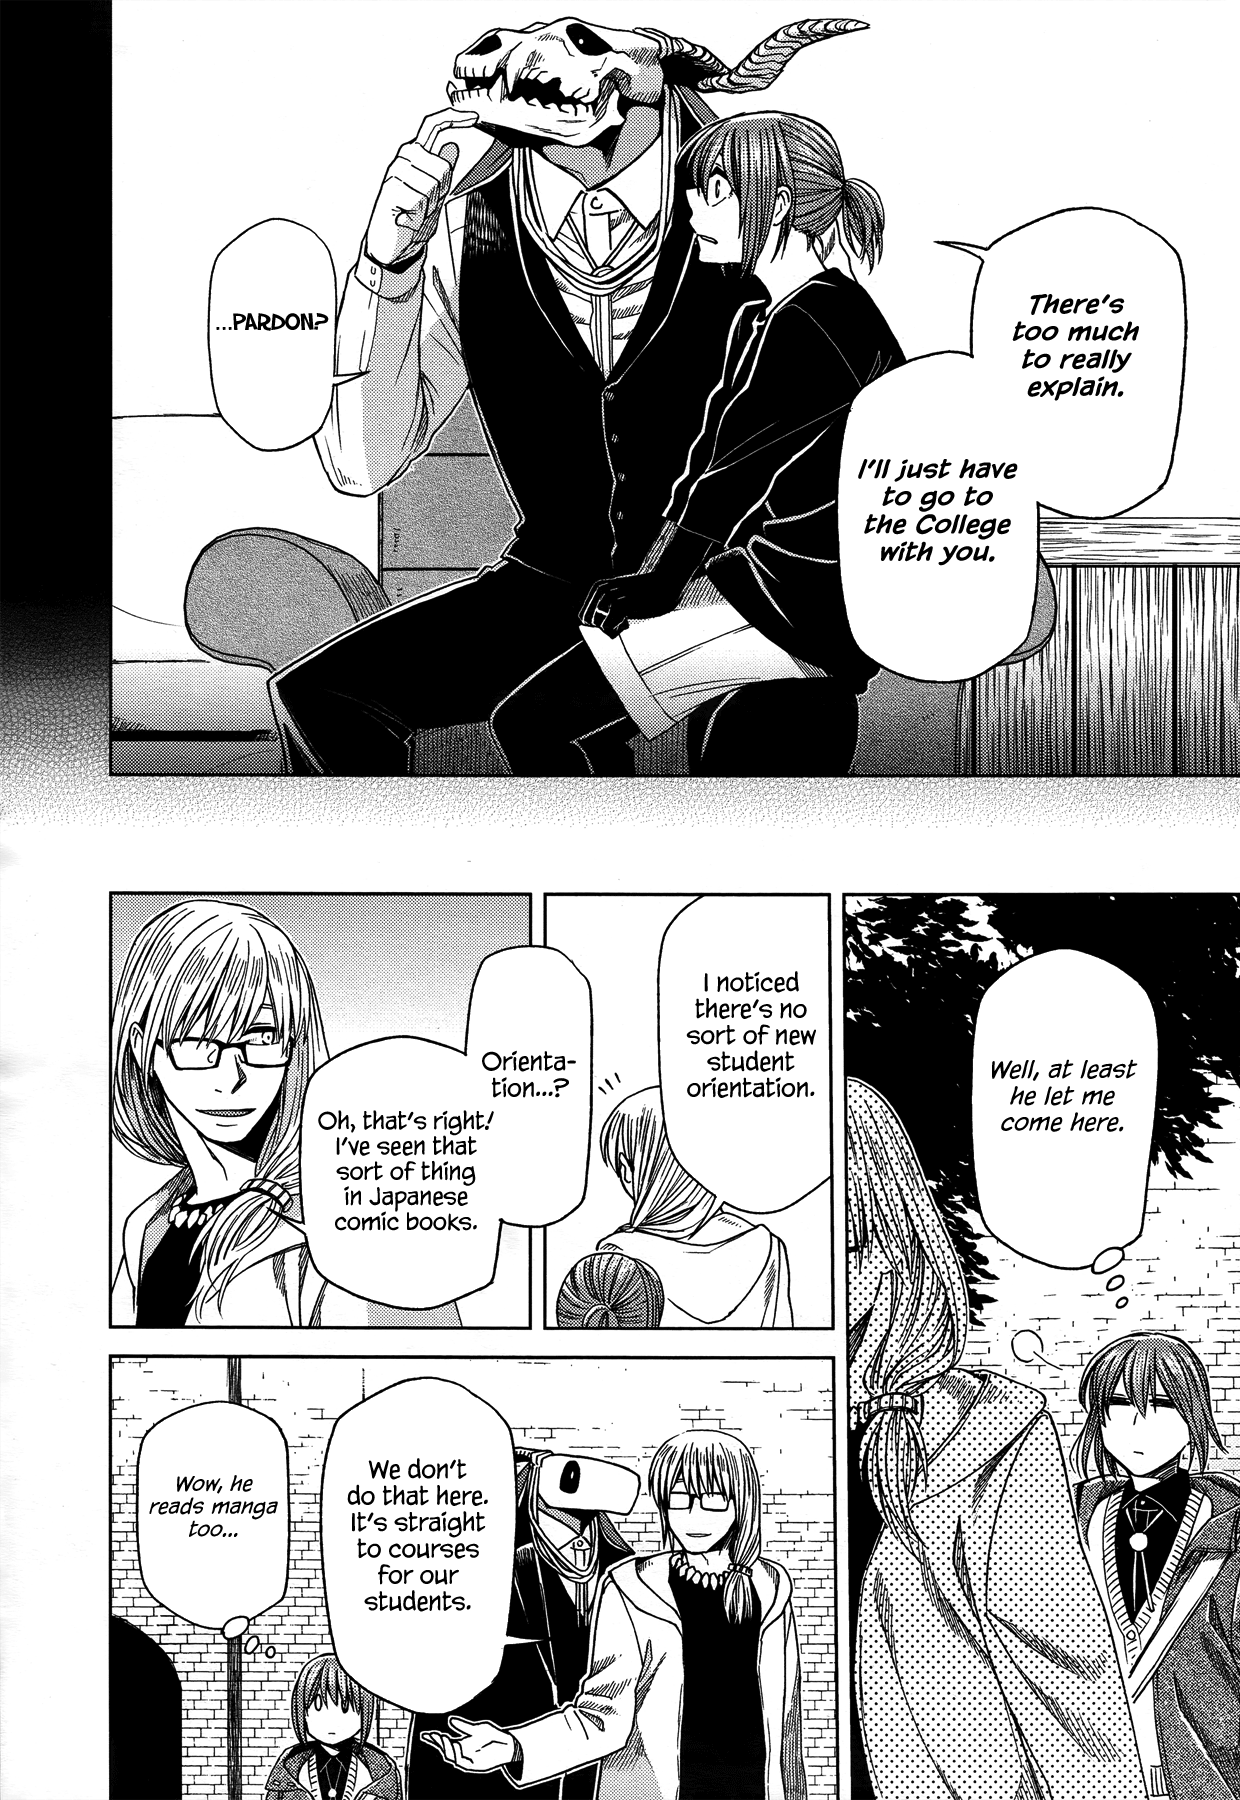 There's
too much
to really
explain.
I'll just have
to go to
the College
with you.
...PARDON?
Well, at least
he let me
come here.
I noticed
there's no
sort of new
student
orientation.
Orienta-
tion...?
Oh, that's right!
I've seen that
sort of thing
in Japanese
comic books.
We don't
do that here.
It's straight
to courses
for our
students.
Wow, he
reads manga
too...